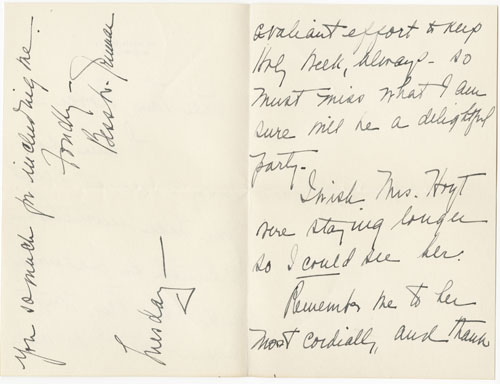 a valiant effort to keep
Holy Week, always - so
must miss what I am
sure will be a delightful
party -
I wish Mrs. Hoyt
were staying longer
so I could see her.
Remember me to her
most cordially, and thank
you so much for including me.
Fondly -
Bess W. Truman
Tuesday -